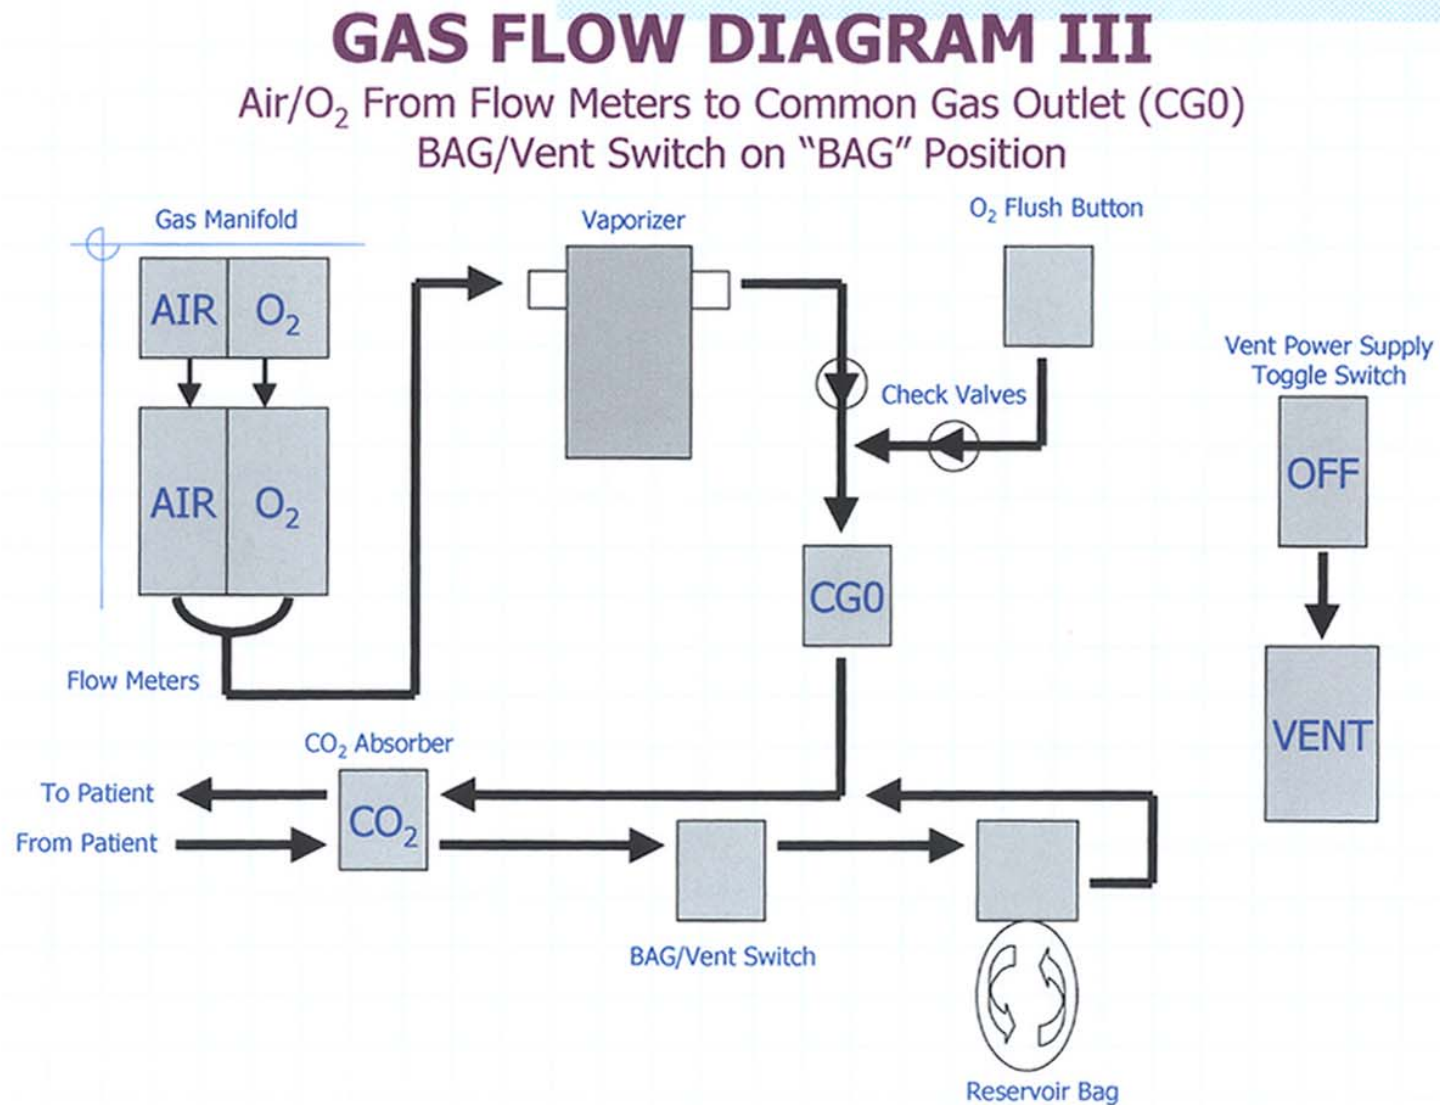 GAS FLOW DIAGRAM III
Air/O₂ From Flow Meters to Common Gas Outlet (CG0)
BAG/Vent Switch on “BAG” Position
Gas Manifold
Vaporizer
O₂ Flush Button
AIR
O₂
Vent Power Supply
Toggle Switch
Check Valves
OFF
AIR
O₂
CG0
Flow Meters
VENT
CO₂ Absorber
To Patient
CO₂
From Patient
BAG/Vent Switch
Reservoir Bag